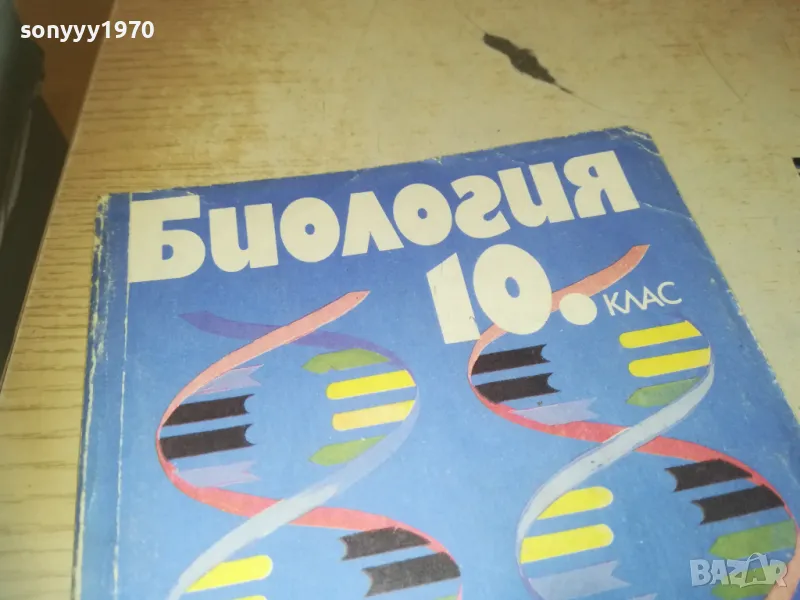 sonyyy1970
Биология
10. КЛАС
BAZAR